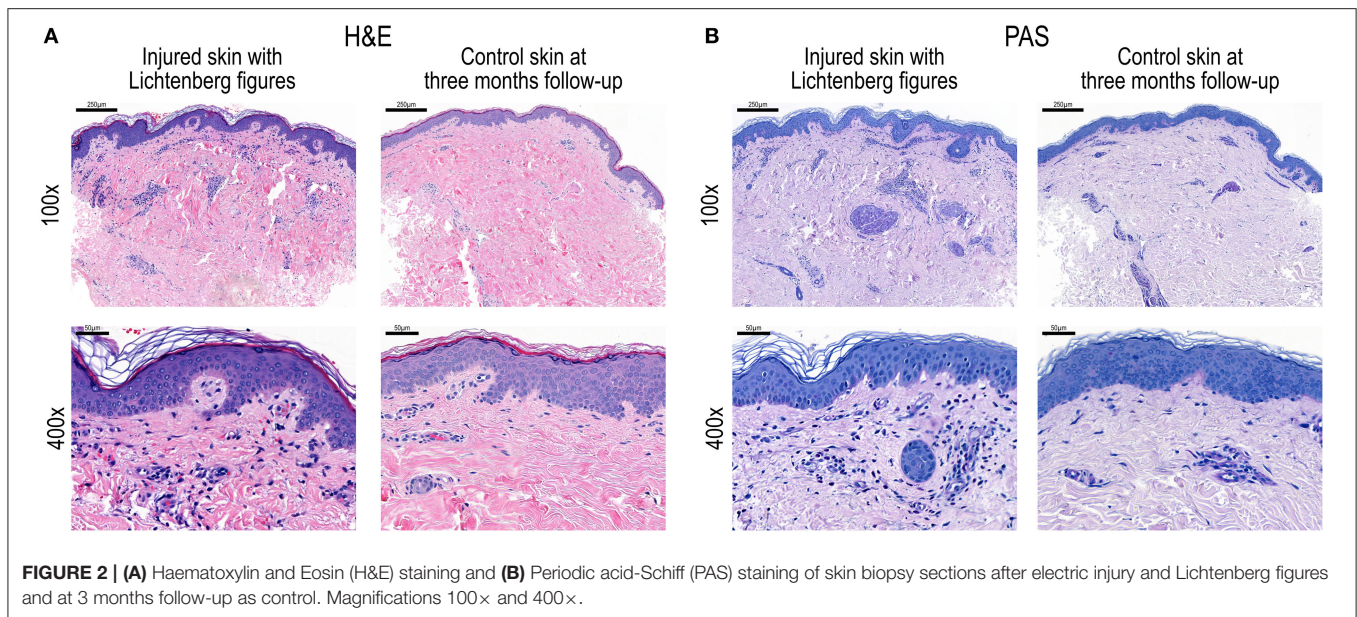 A
H&E
B
PAS
Injured skin with
Lichtenberg figures
Control skin at
three months follow-up
Injured skin with
Lichtenberg figures
Control skin at
three months follow-up
100x
250µm
250µm
100x
250µm
250µm
400x
50µm
50µm
400x
50µm
50µm
FIGURE 2 | (A) Haematoxylin and Eosin (H&E) staining and (B) Periodic acid-Schiff (PAS) staining of skin biopsy sections after electric injury and Lichtenberg figures
and at 3 months follow-up as control. Magnifications 100× and 400×.